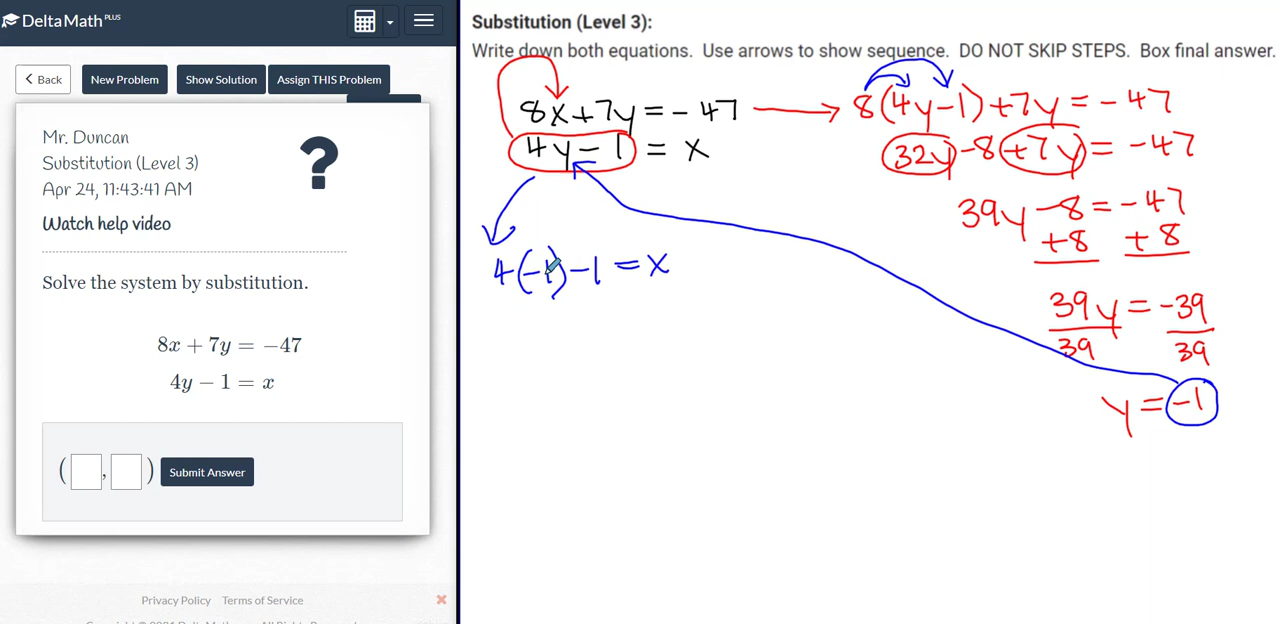 DeltaMath PLUS
Back
New Problem
Show Solution
Assign THIS Problem
Mr. Duncan
Substitution (Level 3)
Apr 24, 11:43:41 AM
Watch help video
?
Solve the system by substitution.
8x + 7y = −47
4y − 1 = x
( , )
Submit Answer
Privacy Policy Terms of Service
Substitution (Level 3):
Write down both equations. Use arrows to show sequence. DO NOT SKIP STEPS. Box final answer.
8x+7y = -47
4y-1 = x
4(-1)-1 = x
8(4y-1)+7y = -47
32y-8+7y = -47
39y-8 = -47
+8 +8
39y = -39
39 39
y = -1